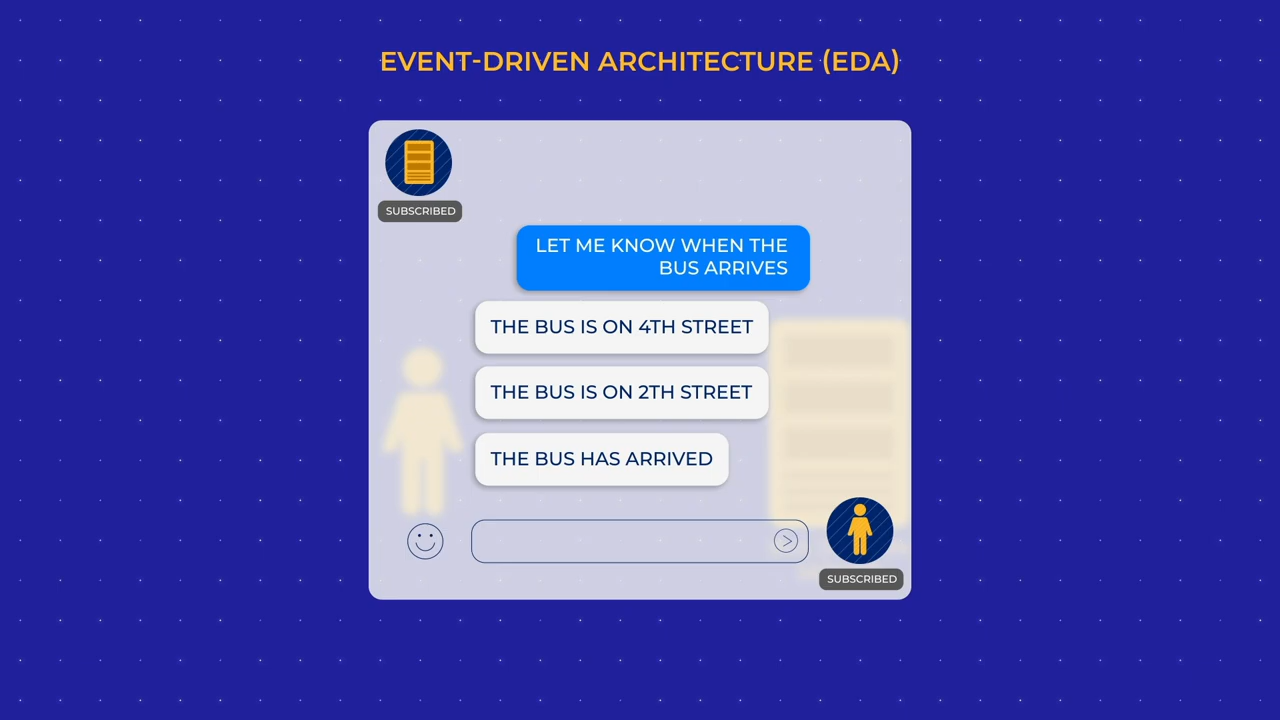 EVENT-DRIVEN ARCHITECTURE (EDA)
SUBSCRIBED
LET ME KNOW WHEN THE
BUS ARRIVES
THE BUS IS ON 4TH STREET
THE BUS IS ON 2TH STREET
THE BUS HAS ARRIVED
SUBSCRIBED